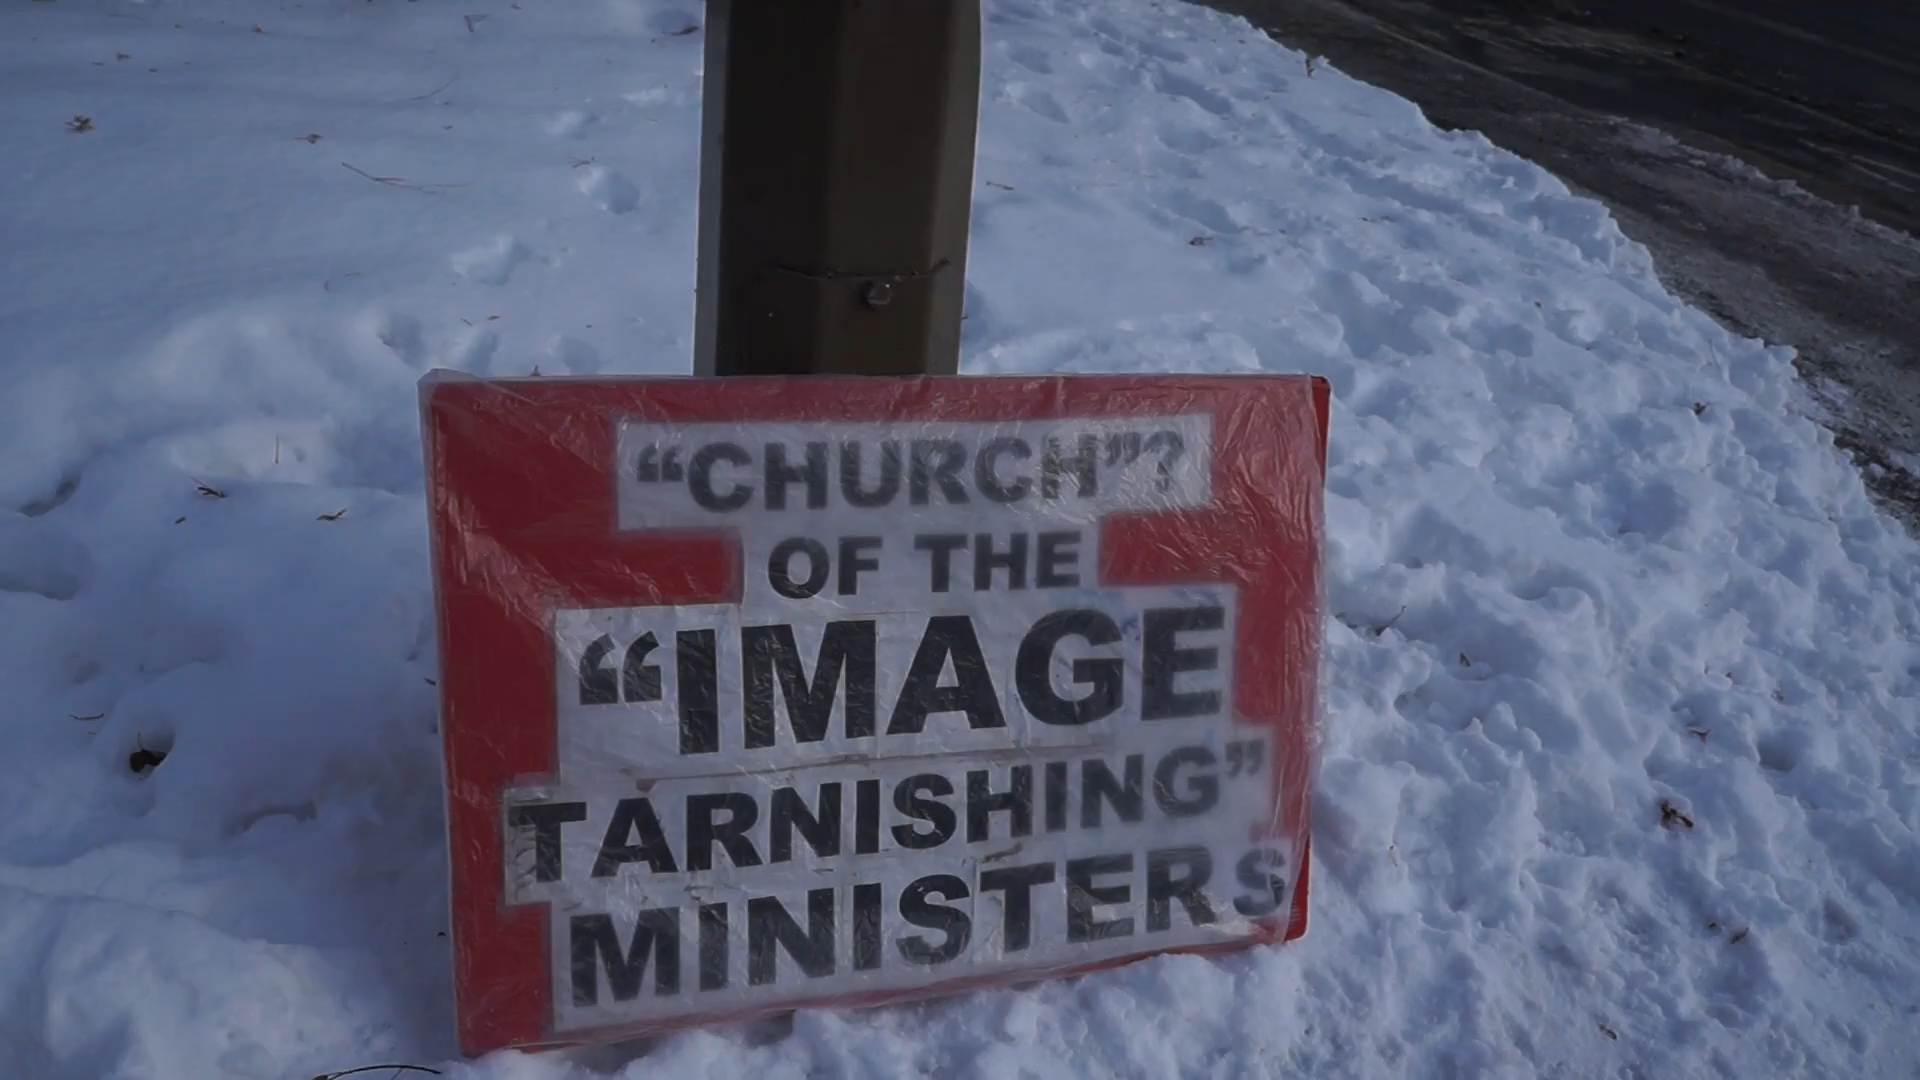 “CHURCH”?
OF THE
“IMAGE
TARNISHING”
MINISTERS